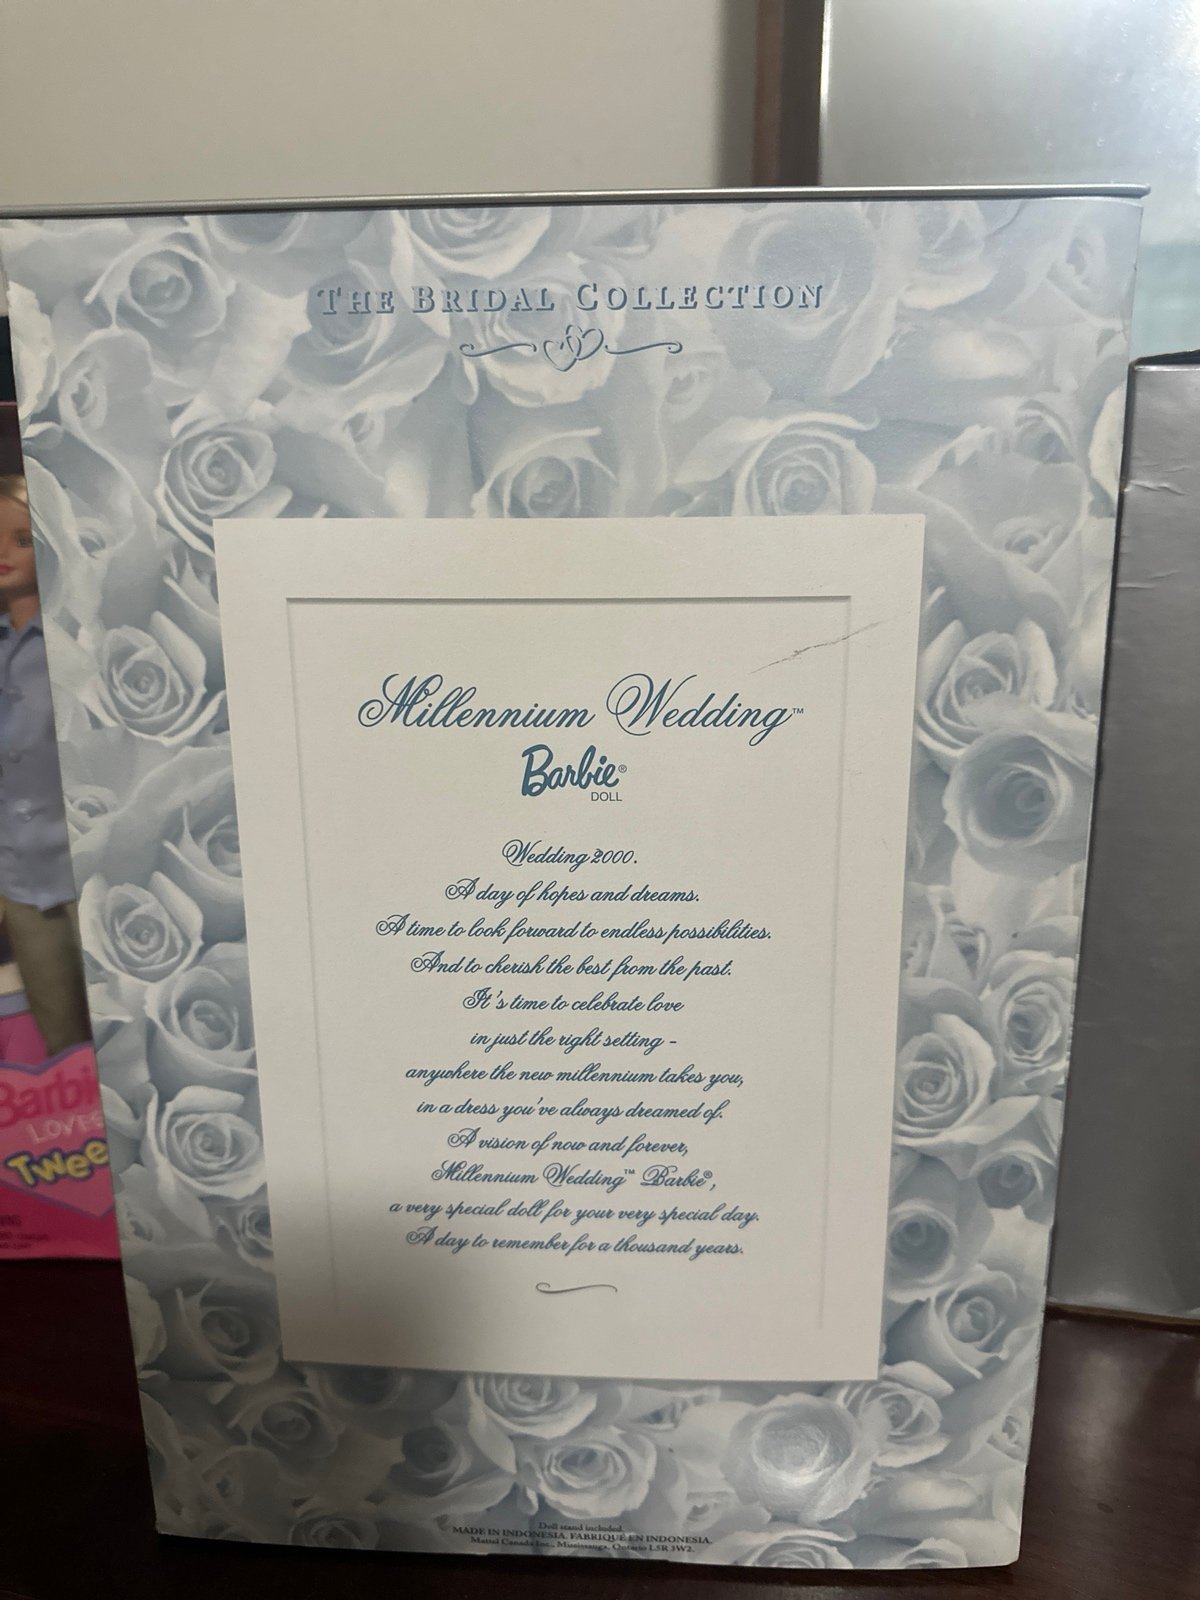 THE BRIDAL COLLECTION
Millennium Wedding™
Barbie®
DOLL
Wedding 2000.
A day of hopes and dreams.
A time to look forward to endless possibilities.
And to cherish the best from the past.
It's time to celebrate love
in just the right setting -
anywhere the new millennium takes you,
in a dress you've always dreamed of.
A vision of now and forever,
Millennium Wedding™ Barbie®,
a very special doll for your very special day.
A day to remember for a thousand years.
Doll stand included.
MADE IN INDONESIA. FABRIQUÉ EN INDONESIA.
Mattel Canada Inc., Mississauga, Ontario L5R 3W2.
Barbie
LOVES
Twee